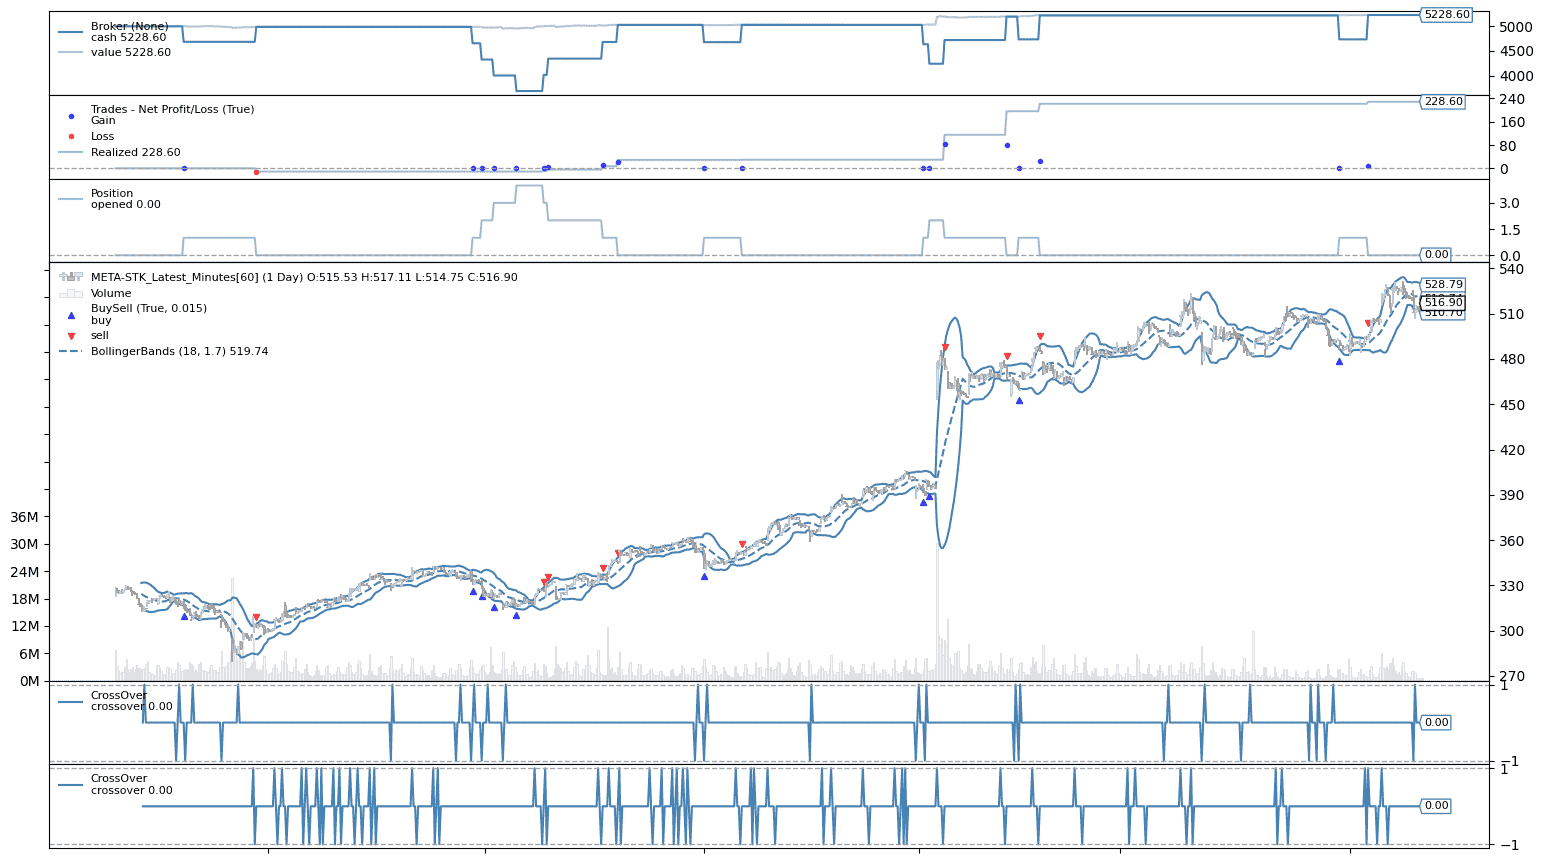 Broker (None)
cash 5228.60
value 5228.60
5228.60
5000
4500
4000
Trades - Net Profit/Loss (True)
Gain
Loss
Realized 228.60
228.60
240
160
80
0
Position
opened 0.00
3.0
1.5
0.0
0.00
META-STK_Latest_Minutes[60] (1 Day) O:515.53 H:517.11 L:514.75 C:516.90
Volume
BuySell (True, 0.015)
buy
sell
BollingerBands (18, 1.7) 519.74
528.79
516.90
510.70
540
510
480
450
420
390
360
330
300
270
36M
30M
24M
18M
12M
6M
0M
CrossOver
crossover 0.00
0.00
1
−1
CrossOver
crossover 0.00
0.00
1
−1